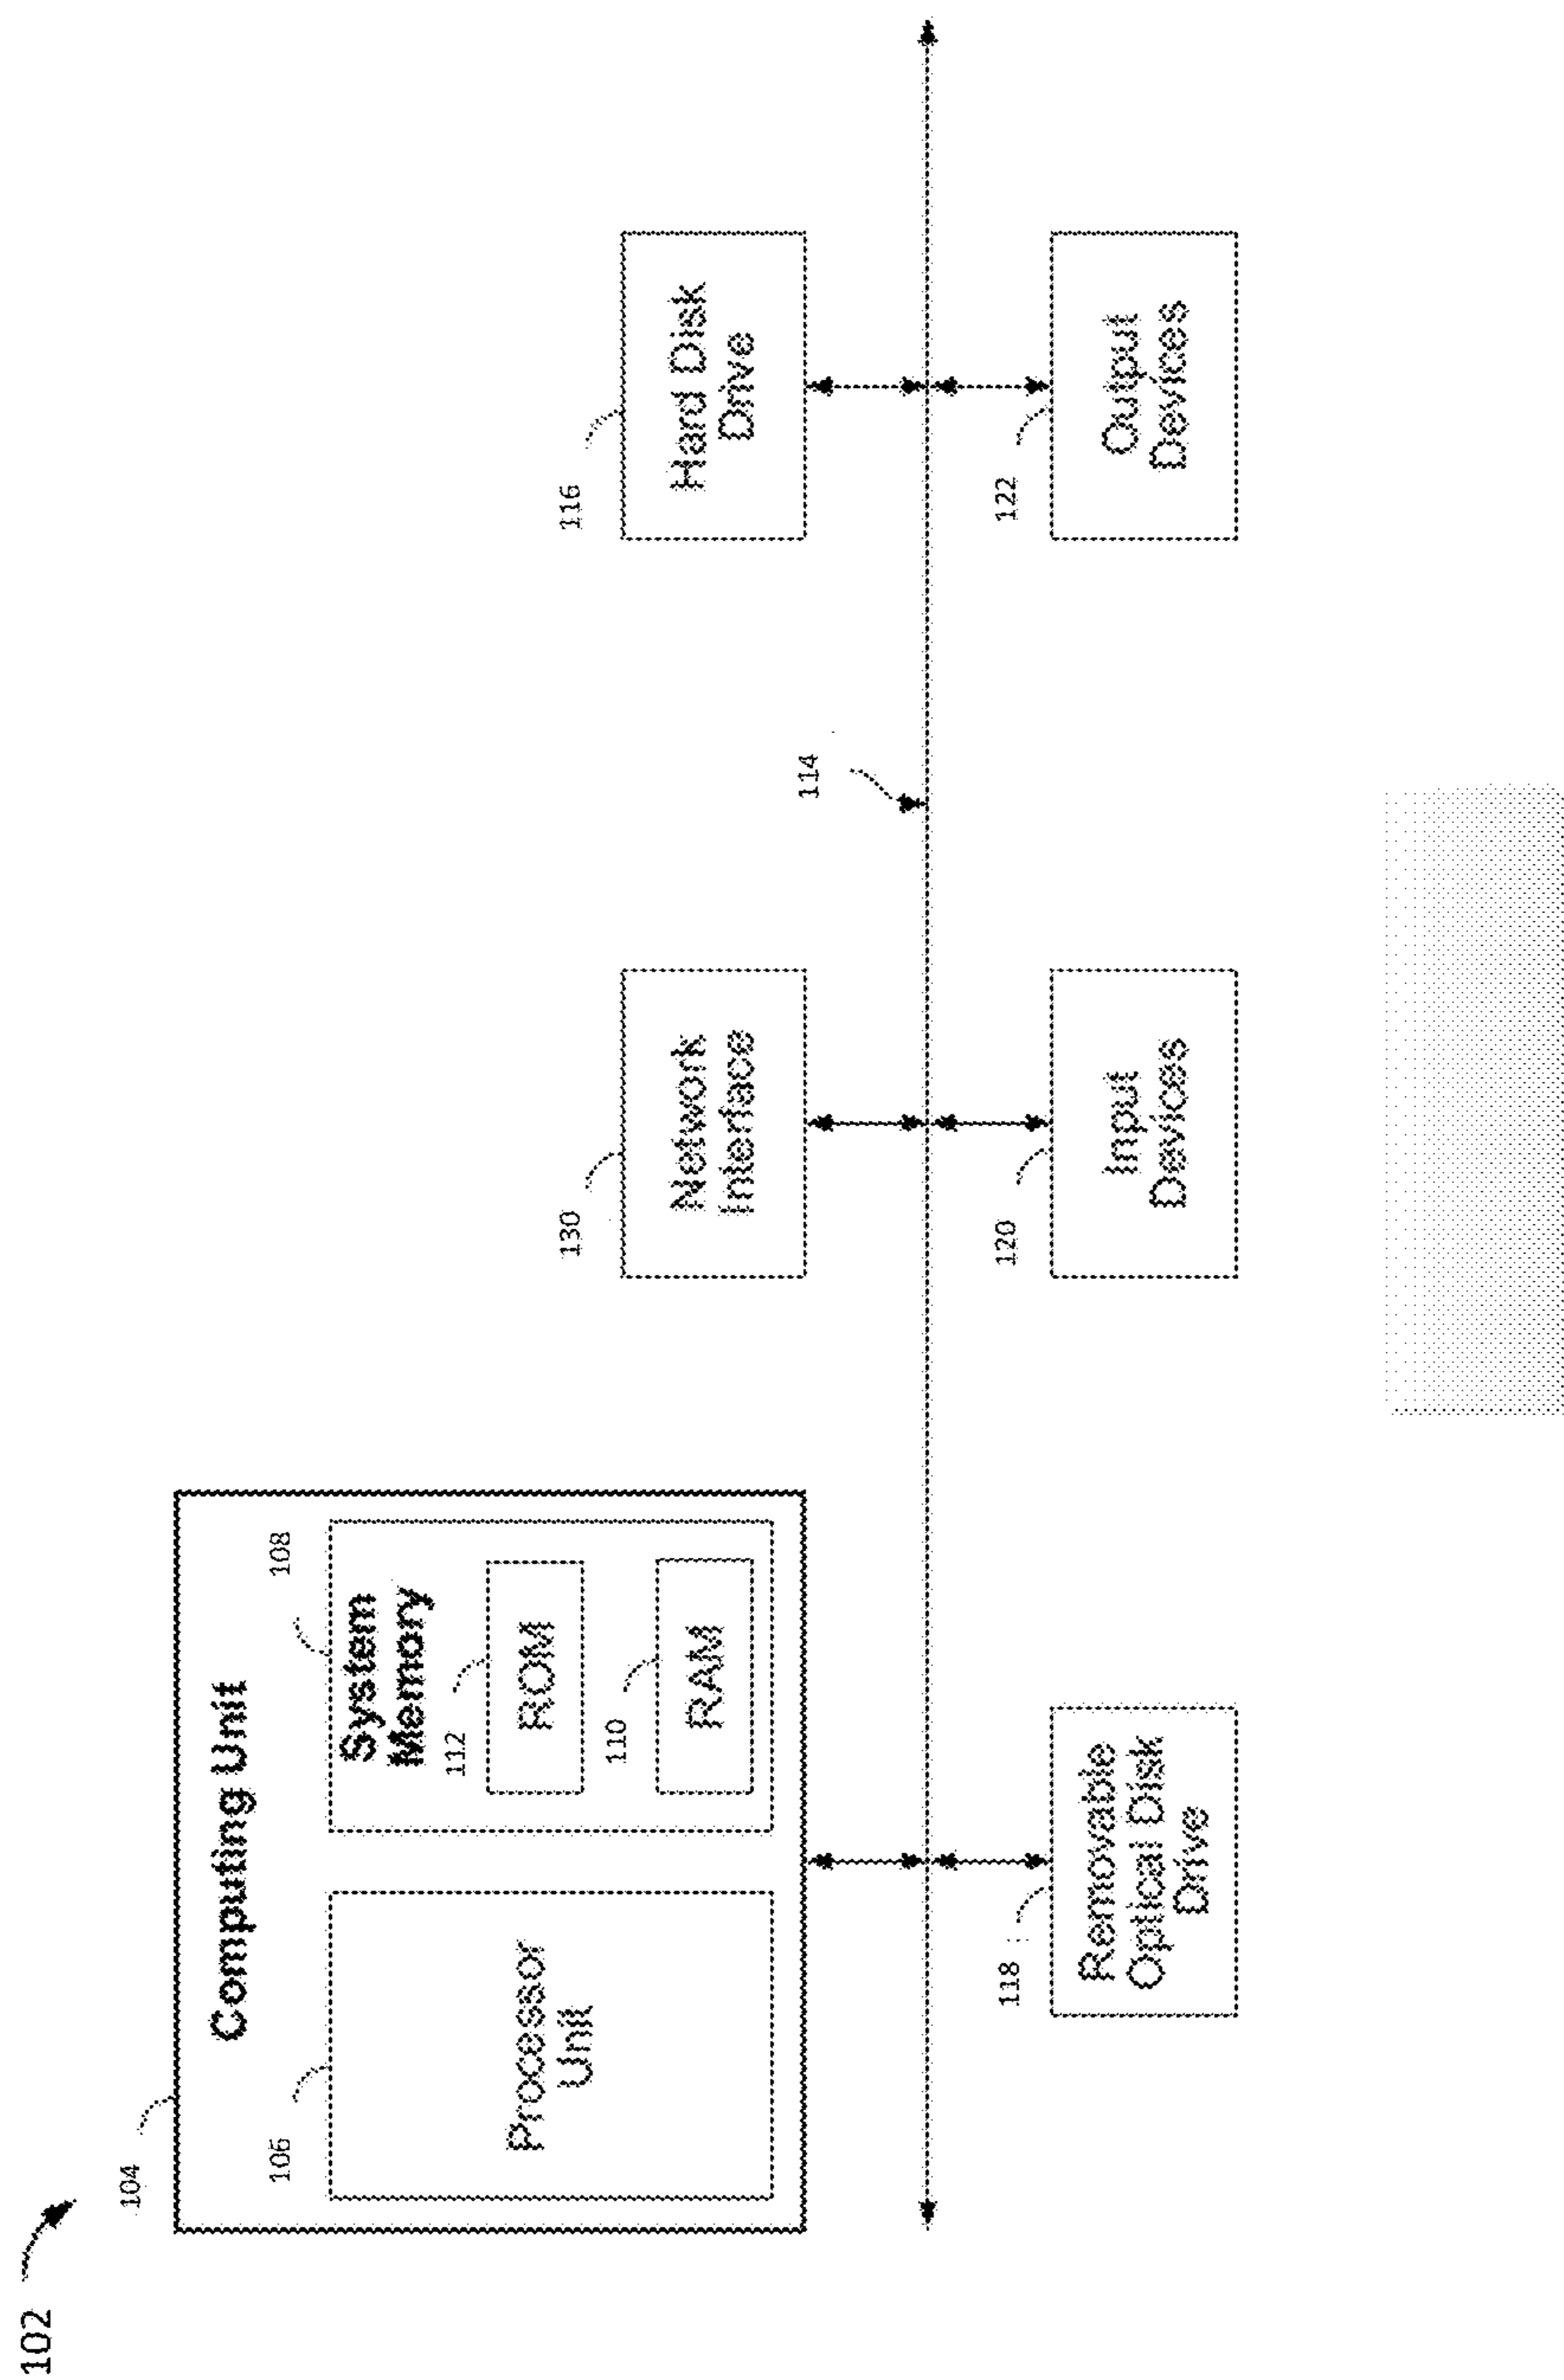 102
104
Computing Unit
106
Processor
Unit
108
System
Memory
112
ROM
110
RAM
130
Network
Interface
116
Hard Disk
Drive
114
118
Removable
Optical Disk
Drive
120
Input
Devices
122
Output
Devices